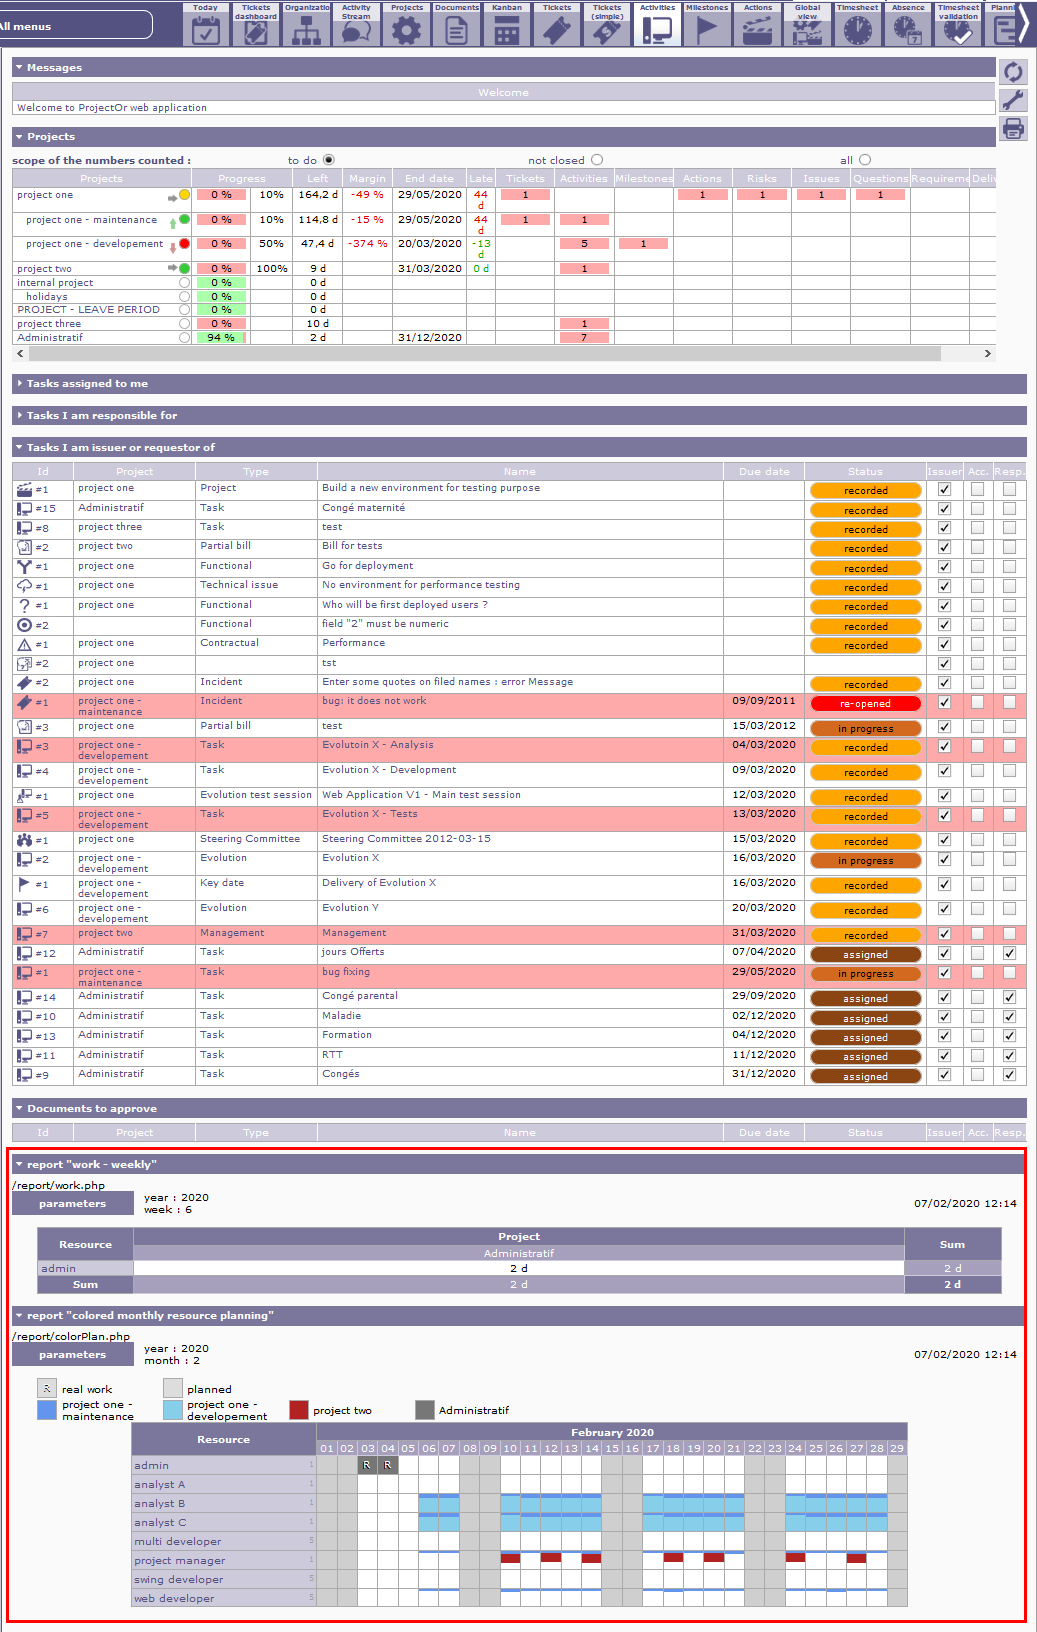 All menus
Today
Tickets dashboard
Organizatio
Activity Stream
Projects
Documents
Kanban
Tickets
Tickets (simple)
Activities
Milestones
Actions
Global view
Timesheet
Absence
Timesheet validation
Planni
Messages
Welcome
Welcome to ProjectOr web application
Projects
scope of the numbers counted : to do not closed all
Projects Progress Left Margin End date Late Tickets Activities Milestones Actions Risks Issues Questions Requireme Deliv
project one 0 % 10% 164,2 d -49 % 29/05/2020 44 d 1 1 1 1 1
project one - maintenance 0 % 10% 114,8 d -15 % 29/05/2020 44 d 1 1
project one - developement 0 % 50% 47,4 d -374 % 20/03/2020 -13 d 5 1
project two 0 % 100% 9 d 31/03/2020 0 d 1
internal project 0 % 0 d
holidays 0 % 0 d
PROJECT - LEAVE PERIOD 0 % 0 d
project three 0 % 10 d 1
Administratif 94 % 2 d 31/12/2020 7
Tasks assigned to me
Tasks I am responsible for
Tasks I am issuer or requestor of
Id Project Type Name Due date Status Issuer Acc. Resp.
#1 project one Project Build a new environment for testing purpose recorded
#15 Administratif Task Congé maternité recorded
#8 project three Task test recorded
#2 project two Partial bill Bill for tests recorded
#1 project one Functional Go for deployment recorded
#1 project one Technical issue No environment for performance testing recorded
#1 project one Functional Who will be first deployed users ? recorded
#2 Functional field "2" must be numeric recorded
#1 project one Contractual Performance recorded
#2 project one tst
#2 project one Incident Enter some quotes on filed names : error Message recorded
#1 project one - maintenance Incident bug: it does not work 09/09/2011 re-opened
#3 project one Partial bill test 15/03/2012 in progress
#3 project one - developement Task Evolutoin X - Analysis 04/03/2020 recorded
#4 project one - developement Task Evolution X - Development 09/03/2020 recorded
#1 project one Evolution test session Web Application V1 - Main test session 12/03/2020 recorded
#5 project one - developement Task Evolution X - Tests 13/03/2020 recorded
#1 project one Steering Committee Steering Committee 2012-03-15 15/03/2020 recorded
#2 project one - developement Evolution Evolution X 16/03/2020 in progress
#1 project one - developement Key date Delivery of Evolution X 16/03/2020 recorded
#6 project one - developement Evolution Evolution Y 20/03/2020 recorded
#7 project two Management Management 31/03/2020 recorded
#12 Administratif Task jours Offerts 07/04/2020 assigned
#1 project one - maintenance Task bug fixing 29/05/2020 in progress
#14 Administratif Task Congé parental 29/09/2020 assigned
#10 Administratif Task Maladie 02/12/2020 assigned
#13 Administratif Task Formation 04/12/2020 assigned
#11 Administratif Task RTT 11/12/2020 assigned
#9 Administratif Task Congés 31/12/2020 assigned
Documents to approve
Id Project Type Name Due date Status Issuer Acc. Resp.
report "work - weekly"
/report/work.php
parameters year : 2020 week : 6 07/02/2020 12:14
Resource Project Sum
Administratif
admin 2 d 2 d
Sum 2 d 2 d
report "colored monthly resource planning"
/report/colorPlan.php
parameters year : 2020 month : 2 07/02/2020 12:14
R real work planned
project one - maintenance project one - developement project two Administratif
Resource February 2020
01 02 03 04 05 06 07 08 09 10 11 12 13 14 15 16 17 18 19 20 21 22 23 24 25 26 27 28 29
admin 1 R R
analyst A 1
analyst B 1
analyst C 1
multi developer 5
project manager 1
swing developer 5
web developer 5